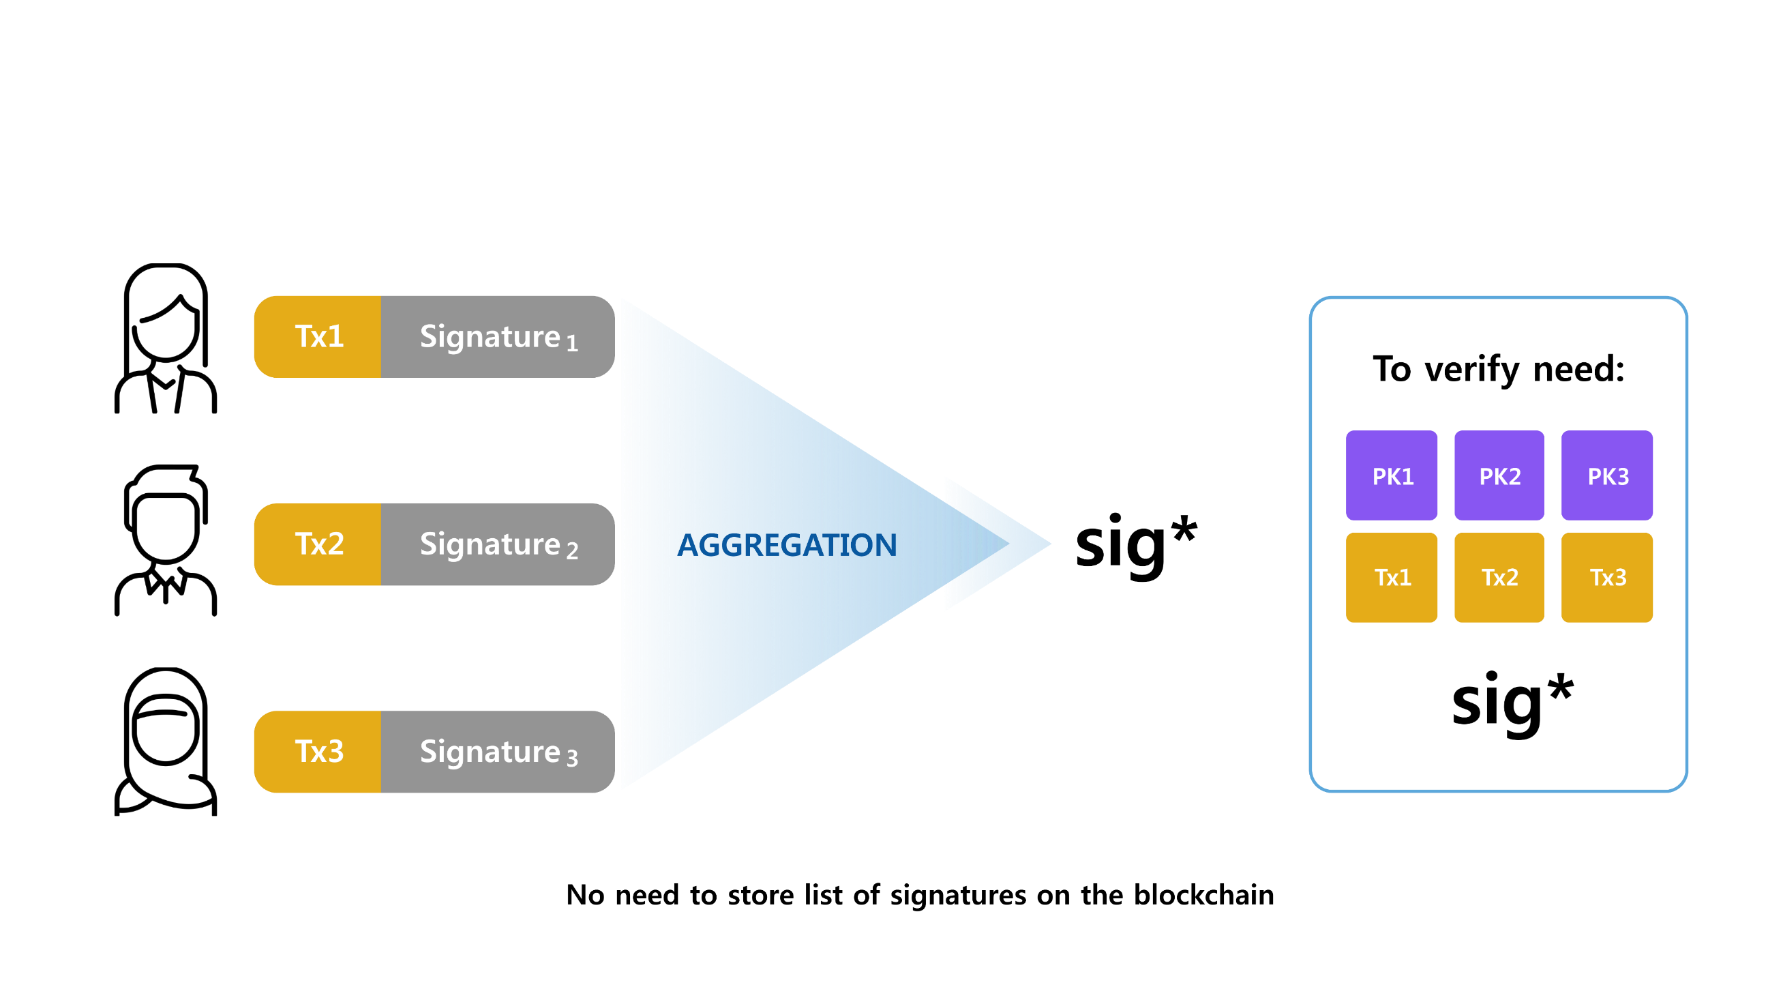 Tx1 Signature 1
Tx2 Signature 2
Tx3 Signature 3
AGGREGATION
sig*
To verify need:
PK1 PK2 PK3
Tx1 Tx2 Tx3
sig*
No need to store list of signatures on the blockchain